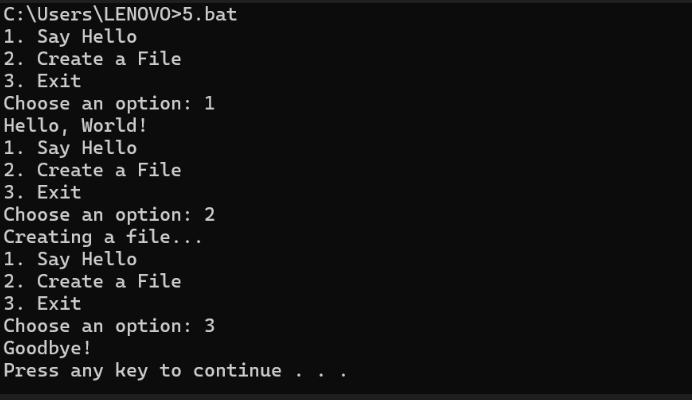 C:\Users\LENOVO>5.bat
1. Say Hello
2. Create a File
3. Exit
Choose an option: 1
Hello, World!
1. Say Hello
2. Create a File
3. Exit
Choose an option: 2
Creating a file...
1. Say Hello
2. Create a File
3. Exit
Choose an option: 3
Goodbye!
Press any key to continue . . .